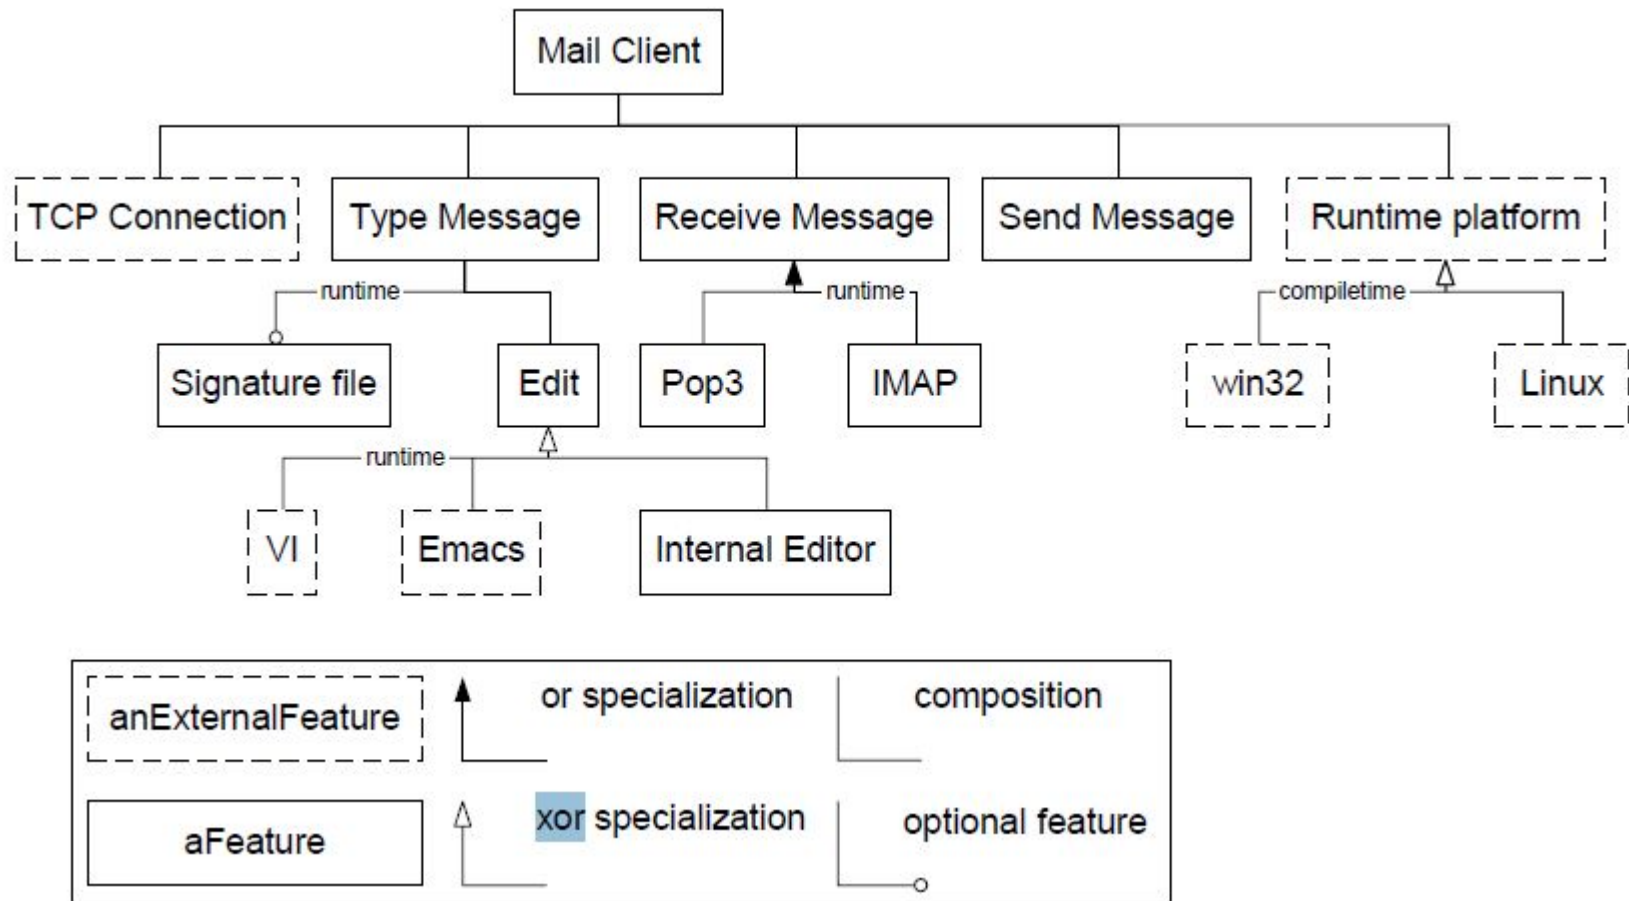 Mail Client
TCP Connection
Type Message
Receive Message
Send Message
Runtime platform
runtime
runtime
compiletime
Signature file
Edit
Pop3
IMAP
win32
Linux
runtime
VI
Emacs
Internal Editor
anExternalFeature
or specialization
composition
aFeature
xor specialization
optional feature